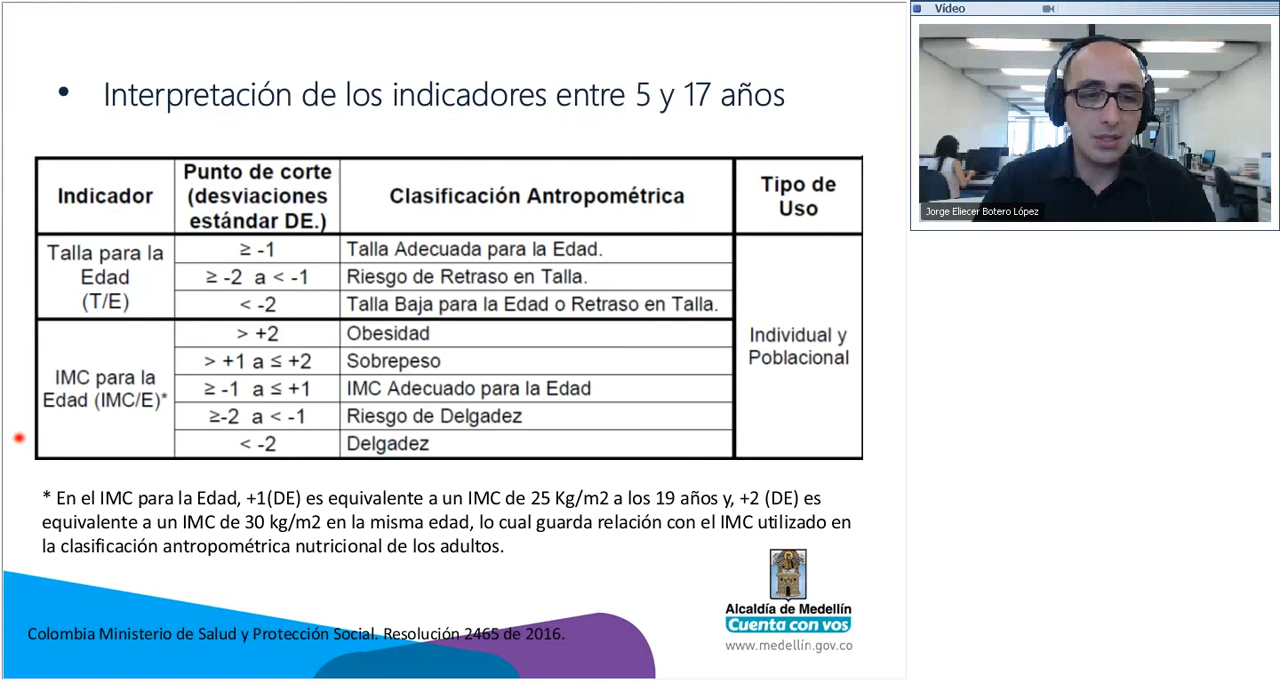 • Interpretación de los indicadores entre 5 y 17 años
Indicador
Punto de corte
(desviaciones
estándar DE.)
Clasificación Antropométrica
Tipo de
Uso
Talla para la
Edad
(T/E)
≥ -1
Talla Adecuada para la Edad.
≥ -2 a < -1
Riesgo de Retraso en Talla.
< -2
Talla Baja para la Edad o Retraso en Talla.
IMC para la
Edad (IMC/E)*
> +2
Obesidad
> +1 a ≤ +2
Sobrepeso
≥ -1 a ≤ +1
IMC Adecuado para la Edad
≥-2 a < -1
Riesgo de Delgadez
< -2
Delgadez
Individual y
Poblacional
* En el IMC para la Edad, +1(DE) es equivalente a un IMC de 25 Kg/m2 a los 19 años y, +2 (DE) es
equivalente a un IMC de 30 kg/m2 en la misma edad, lo cual guarda relación con el IMC utilizado en
la clasificación antropométrica nutricional de los adultos.
Alcaldía de Medellín
Cuenta con vos
www.medellín.gov.co
Colombia Ministerio de Salud y Protección Social. Resolución 2465 de 2016.
Vídeo
Jorge Eliecer Botero López